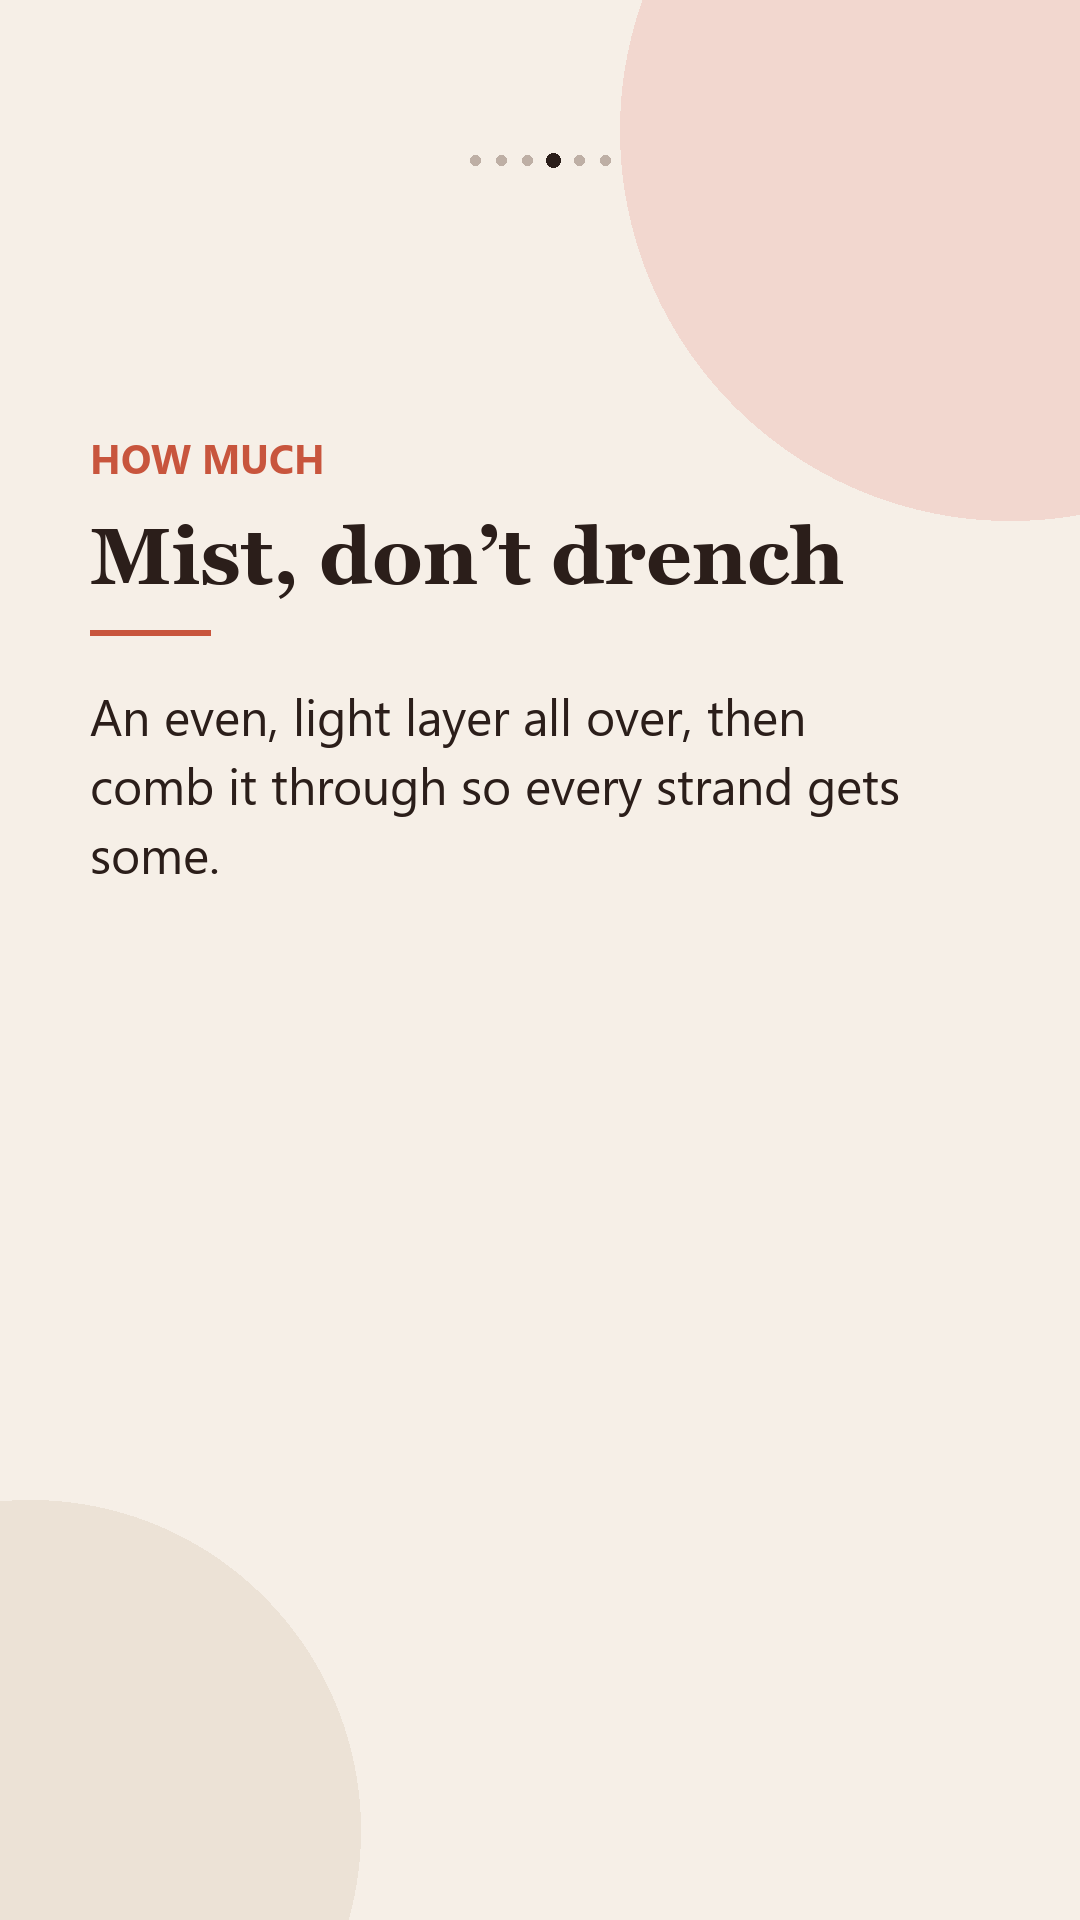 HOW MUCH
Mist, don’t drench
An even, light layer all over, then
comb it through so every strand gets
some.